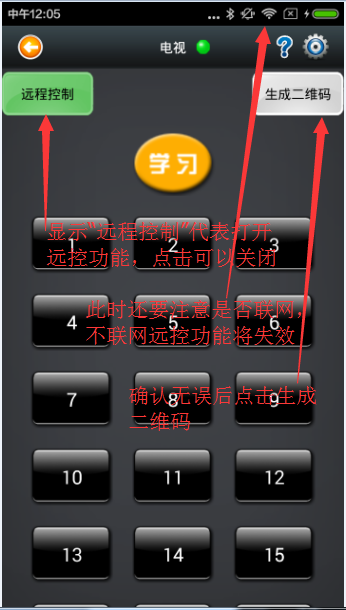 中午12:05
电视
远程控制
生成二维码
学习
1 2 3
显示"远程控制"代表打开
远控功能，点击可以关闭
4 5 6
此时还要注意是否联网，
不联网远控功能将失效
7 8 9
确认无误后点击生成
二维码
10 11 12
13 14 15